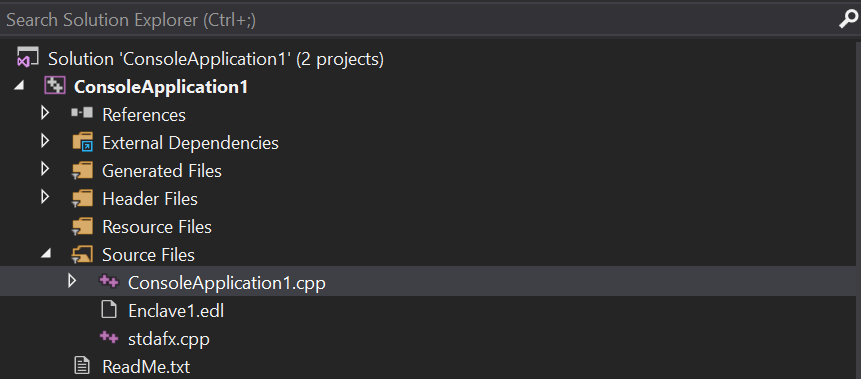 Search Solution Explorer (Ctrl+;)
Solution 'ConsoleApplication1' (2 projects)
ConsoleApplication1
References
External Dependencies
Generated Files
Header Files
Resource Files
Source Files
ConsoleApplication1.cpp
Enclave1.edl
stdafx.cpp
ReadMe.txt